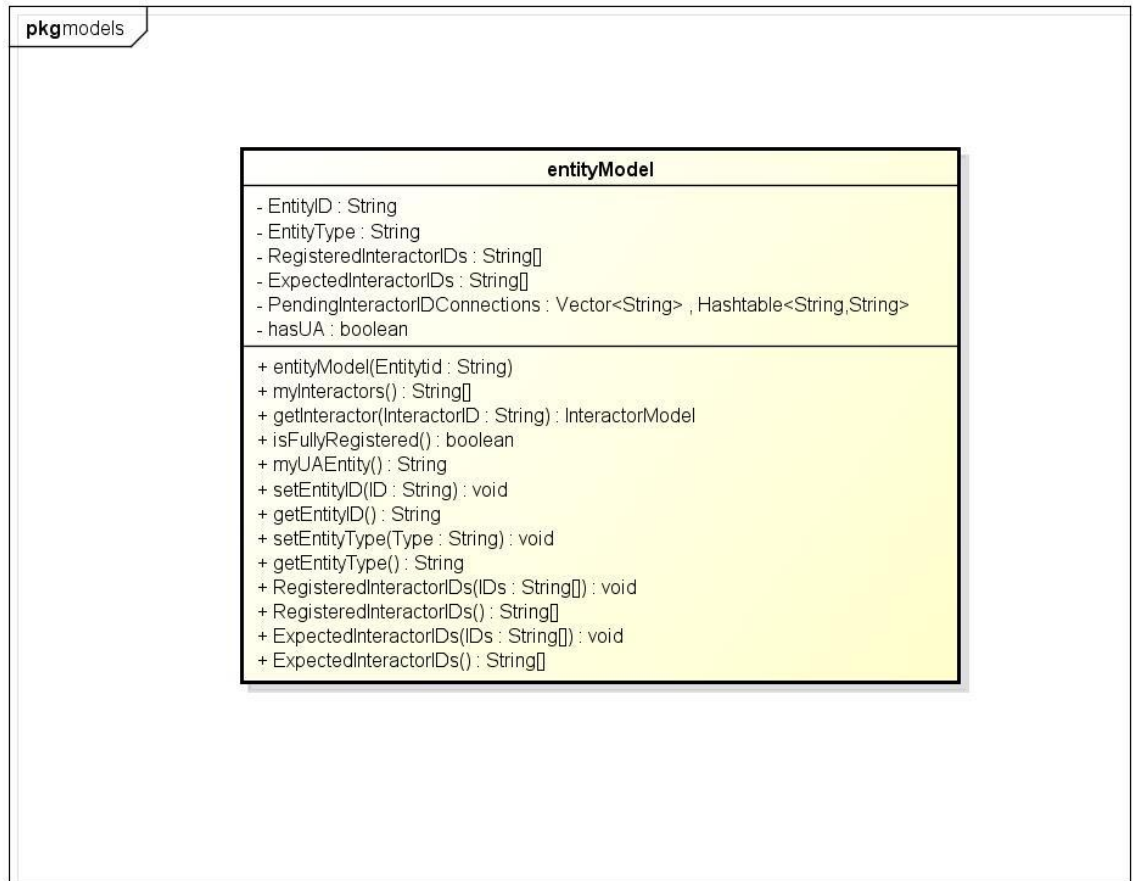 pkg models
entityModel
- EntityID : String
- EntityType : String
- RegisteredInteractorIDs : String[]
- ExpectedInteractorIDs : String[]
- PendingInteractorIDConnections : Vector<String> , Hashtable<String,String>
- hasUA : boolean
+ entityModel(Entitytid : String)
+ myInteractors() : String[]
+ getInteractor(InteractorID : String) : InteractorModel
+ isFullyRegistered() : boolean
+ myUAEntity() : String
+ setEntityID(ID : String) : void
+ getEntityID() : String
+ setEntityType(Type : String) : void
+ getEntityType() : String
+ RegisteredInteractorIDs(IDs : String[]) : void
+ RegisteredInteractorIDs() : String[]
+ ExpectedInteractorIDs(IDs : String[]) : void
+ ExpectedInteractorIDs() : String[]